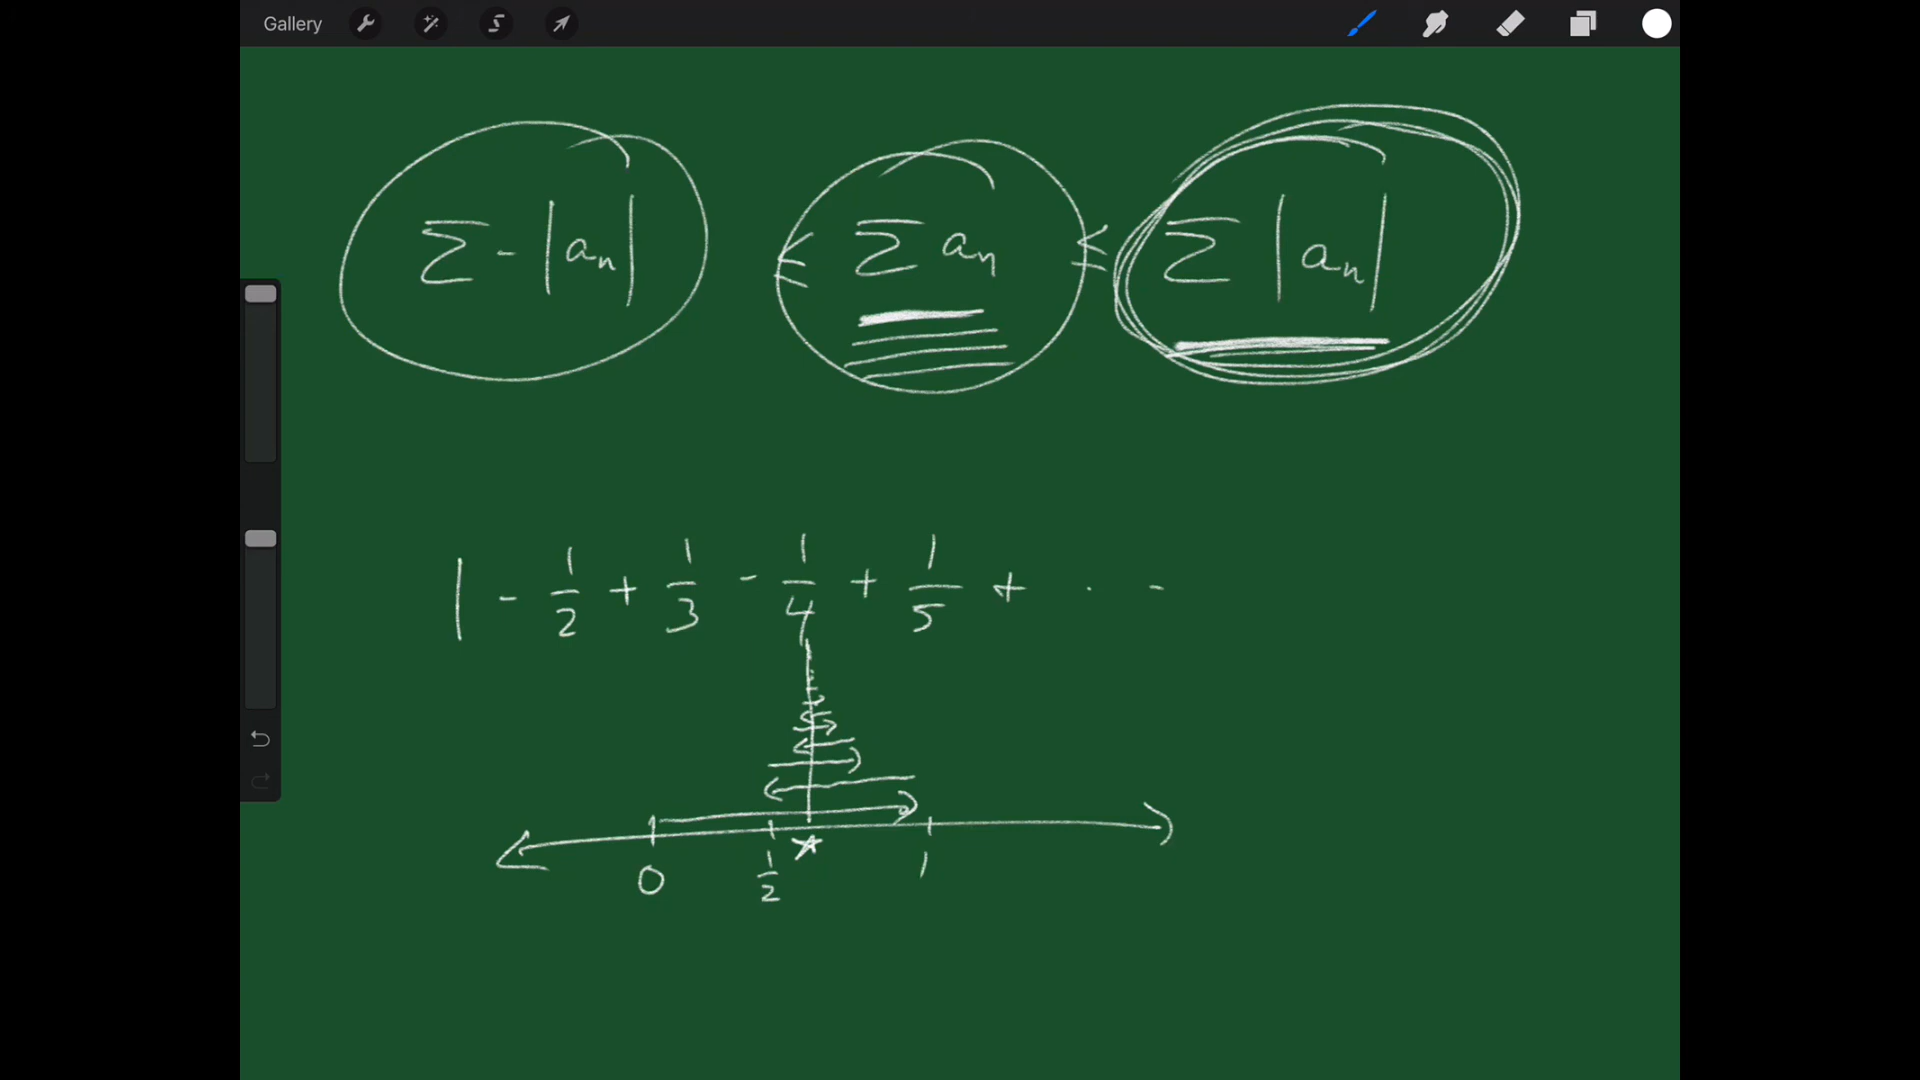 Gallery
∑ -|aₙ| ≤ ∑ aₙ ≤ ∑ |aₙ|
1 - 1/2 + 1/3 - 1/4 + 1/5 + . -
0 1/2 1